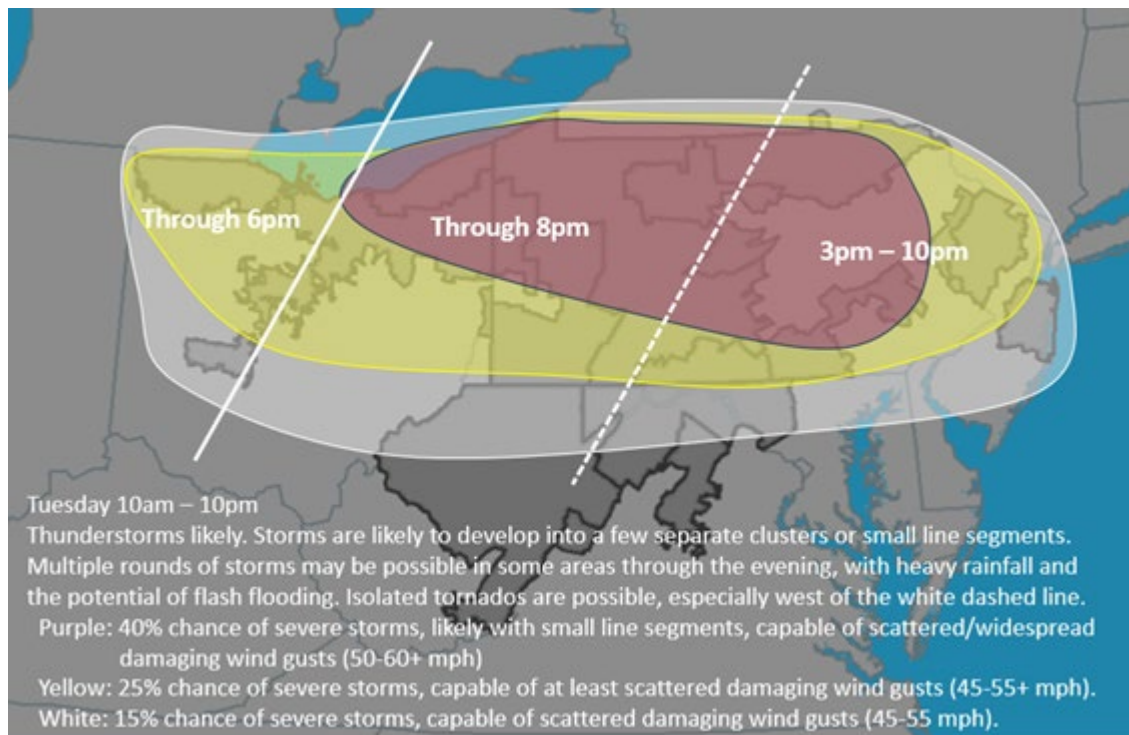 Through 6pm
Through 8pm
3pm – 10pm
Tuesday 10am – 10pm
Thunderstorms likely. Storms are likely to develop into a few separate clusters or small line segments.
Multiple rounds of storms may be possible in some areas through the evening, with heavy rainfall and
the potential of flash flooding. Isolated tornados are possible, especially west of the white dashed line.
Purple: 40% chance of severe storms, likely with small line segments, capable of scattered/widespread
damaging wind gusts (50-60+ mph)
Yellow: 25% chance of severe storms, capable of at least scattered damaging wind gusts (45-55+ mph).
White: 15% chance of severe storms, capable of scattered damaging wind gusts (45-55 mph).